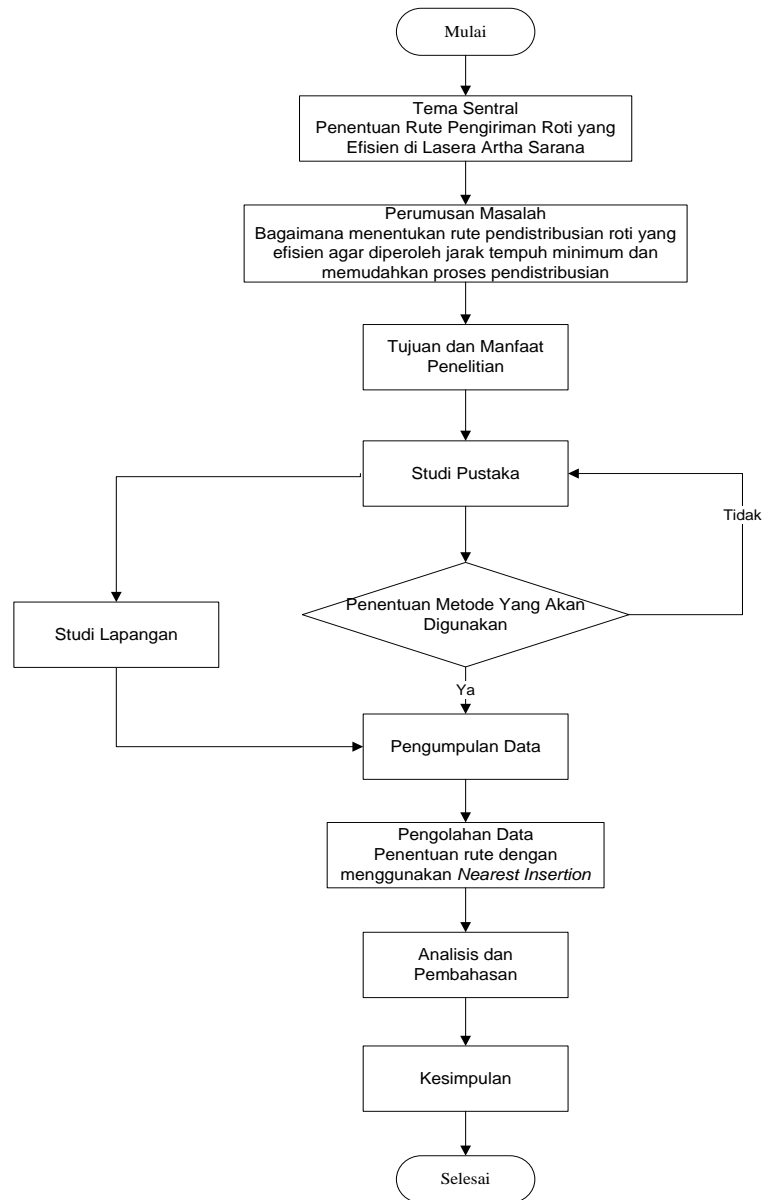 Mulai
Tema Sentral
Penentuan Rute Pengiriman Roti yang
Efisien di Lasera Artha Sarana
Perumusan Masalah
Bagaimana menentukan rute pendistribusian roti yang
efisien agar diperoleh jarak tempuh minimum dan
memudahkan proses pendistribusian
Tujuan dan Manfaat
Penelitian
Studi Pustaka
Tidak
Penentuan Metode Yang Akan
Digunakan
Studi Lapangan
Ya
Pengumpulan Data
Pengolahan Data
Penentuan rute dengan
menggunakan Nearest Insertion
Analisis dan
Pembahasan
Kesimpulan
Selesai